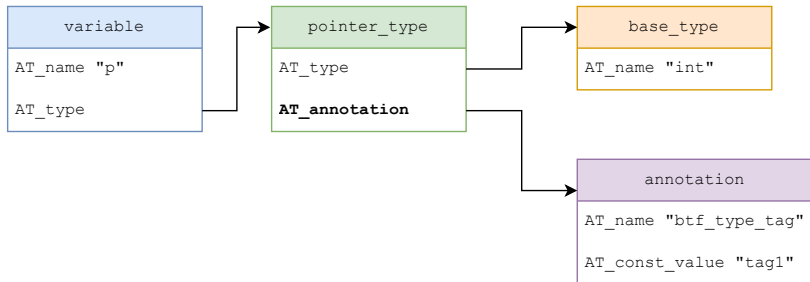 variable
AT_name "p"
AT_type
pointer_type
AT_type
AT_annotation
base_type
AT_name "int"
annotation
AT_name "btf_type_tag"
AT_const_value "tag1"